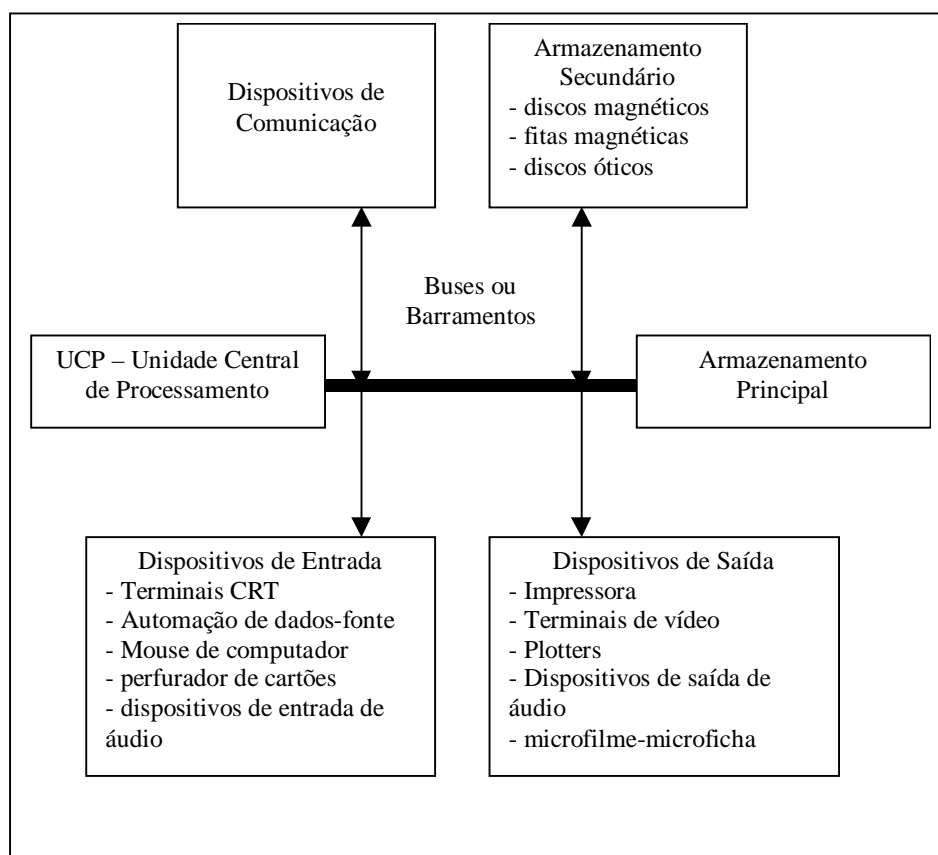 Dispositivos de
Comunicação
Armazenamento
Secundário
- discos magnéticos
- fitas magnéticas
- discos óticos
Buses ou
Barramentos
UCP – Unidade Central
de Processamento
Armazenamento
Principal
Dispositivos de Entrada
- Terminais CRT
- Automação de dados-fonte
- Mouse de computador
- perfurador de cartões
- dispositivos de entrada de
áudio
Dispositivos de Saída
- Impressora
- Terminais de vídeo
- Plotters
- Dispositivos de saída de
áudio
- microfilme-microficha